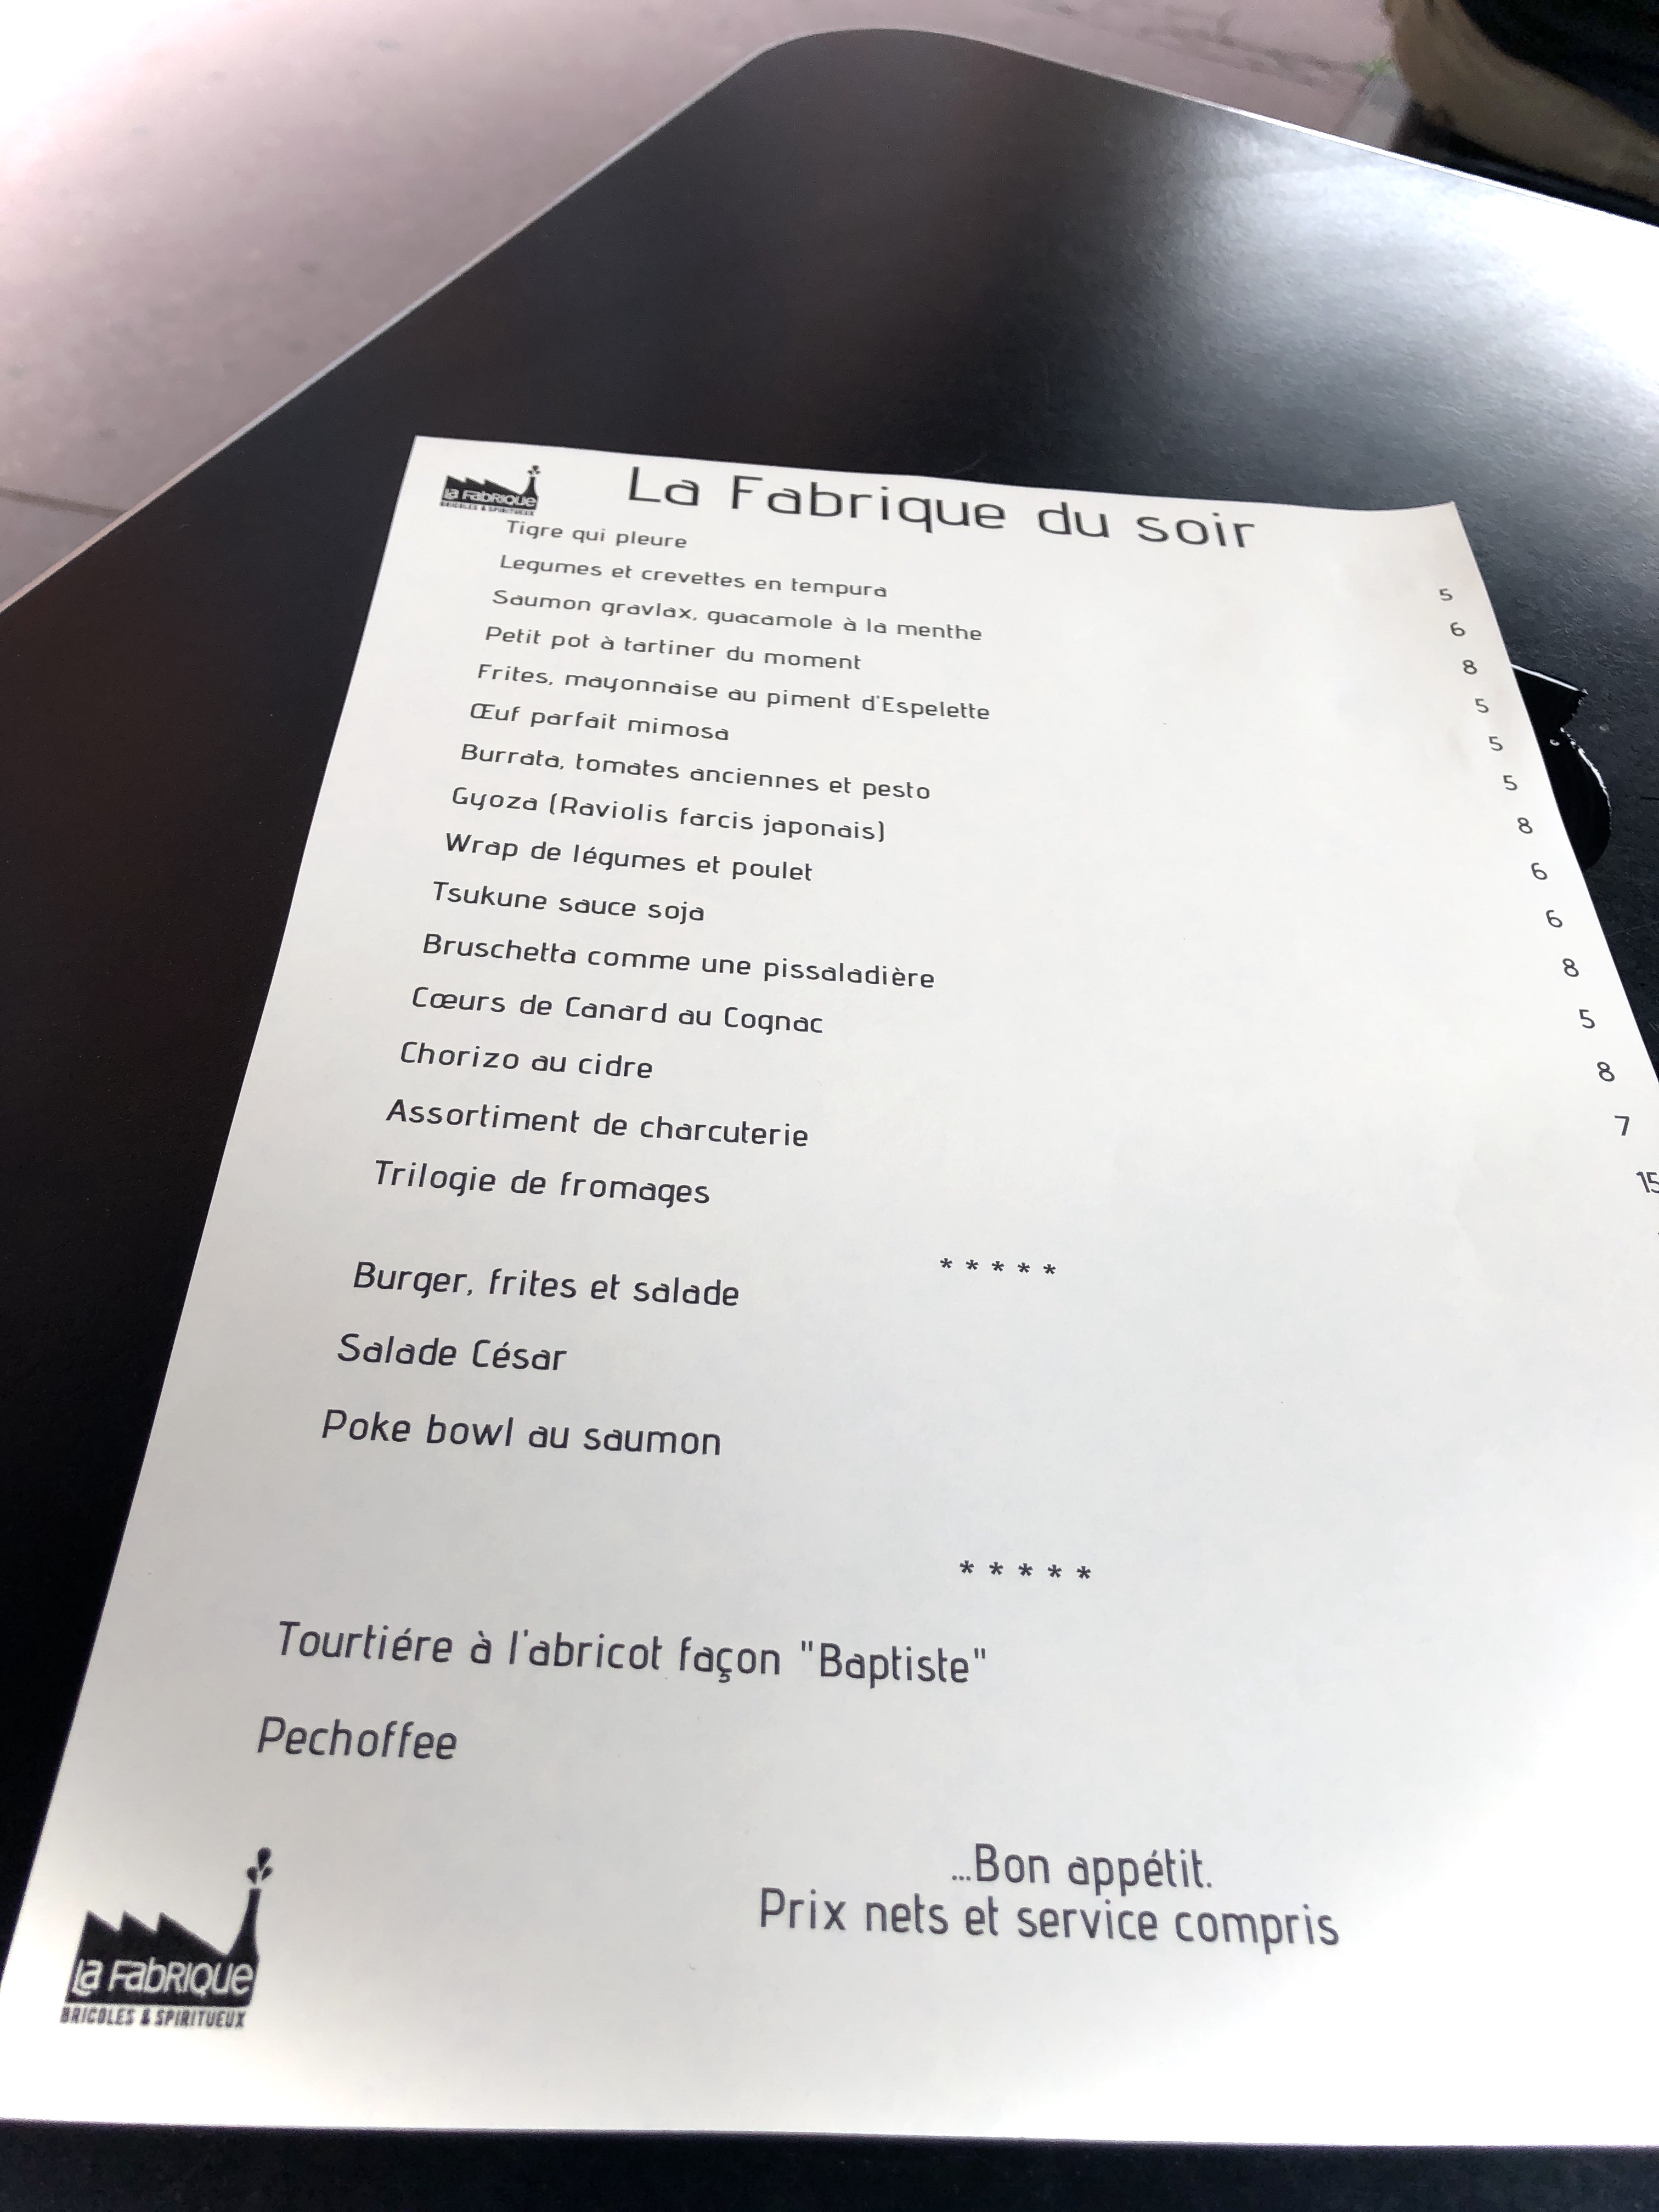 La FabRIQUe
BRICOLES & SPIRITUEUX
La Fabrique du soir
Tigre qui pleure 5
Legumes et crevettes en tempura 6
Saumon gravlax, guacamole à la menthe 8
Petit pot à tartiner du moment 5
Frites, mayonnaise au piment d'Espelette 5
Œuf parfait mimosa 5
Burrata, tomates anciennes et pesto 8
Gyoza (Raviolis farcis japonais) 6
Wrap de légumes et poulet 6
Tsukune sauce soja 8
Bruschetta comme une pissaladière 5
Cœurs de Canard au Cognac 8
Chorizo au cidre 7
Assortiment de charcuterie 15
Trilogie de fromages
* * * * *
Burger, frites et salade
Salade César
Poke bowl au saumon
* * * * *
Tourtiére à l'abricot façon "Baptiste"
Pechoffee
...Bon appétit.
Prix nets et service compris
La FabRIQUe
BRICOLES & SPIRITUEUX